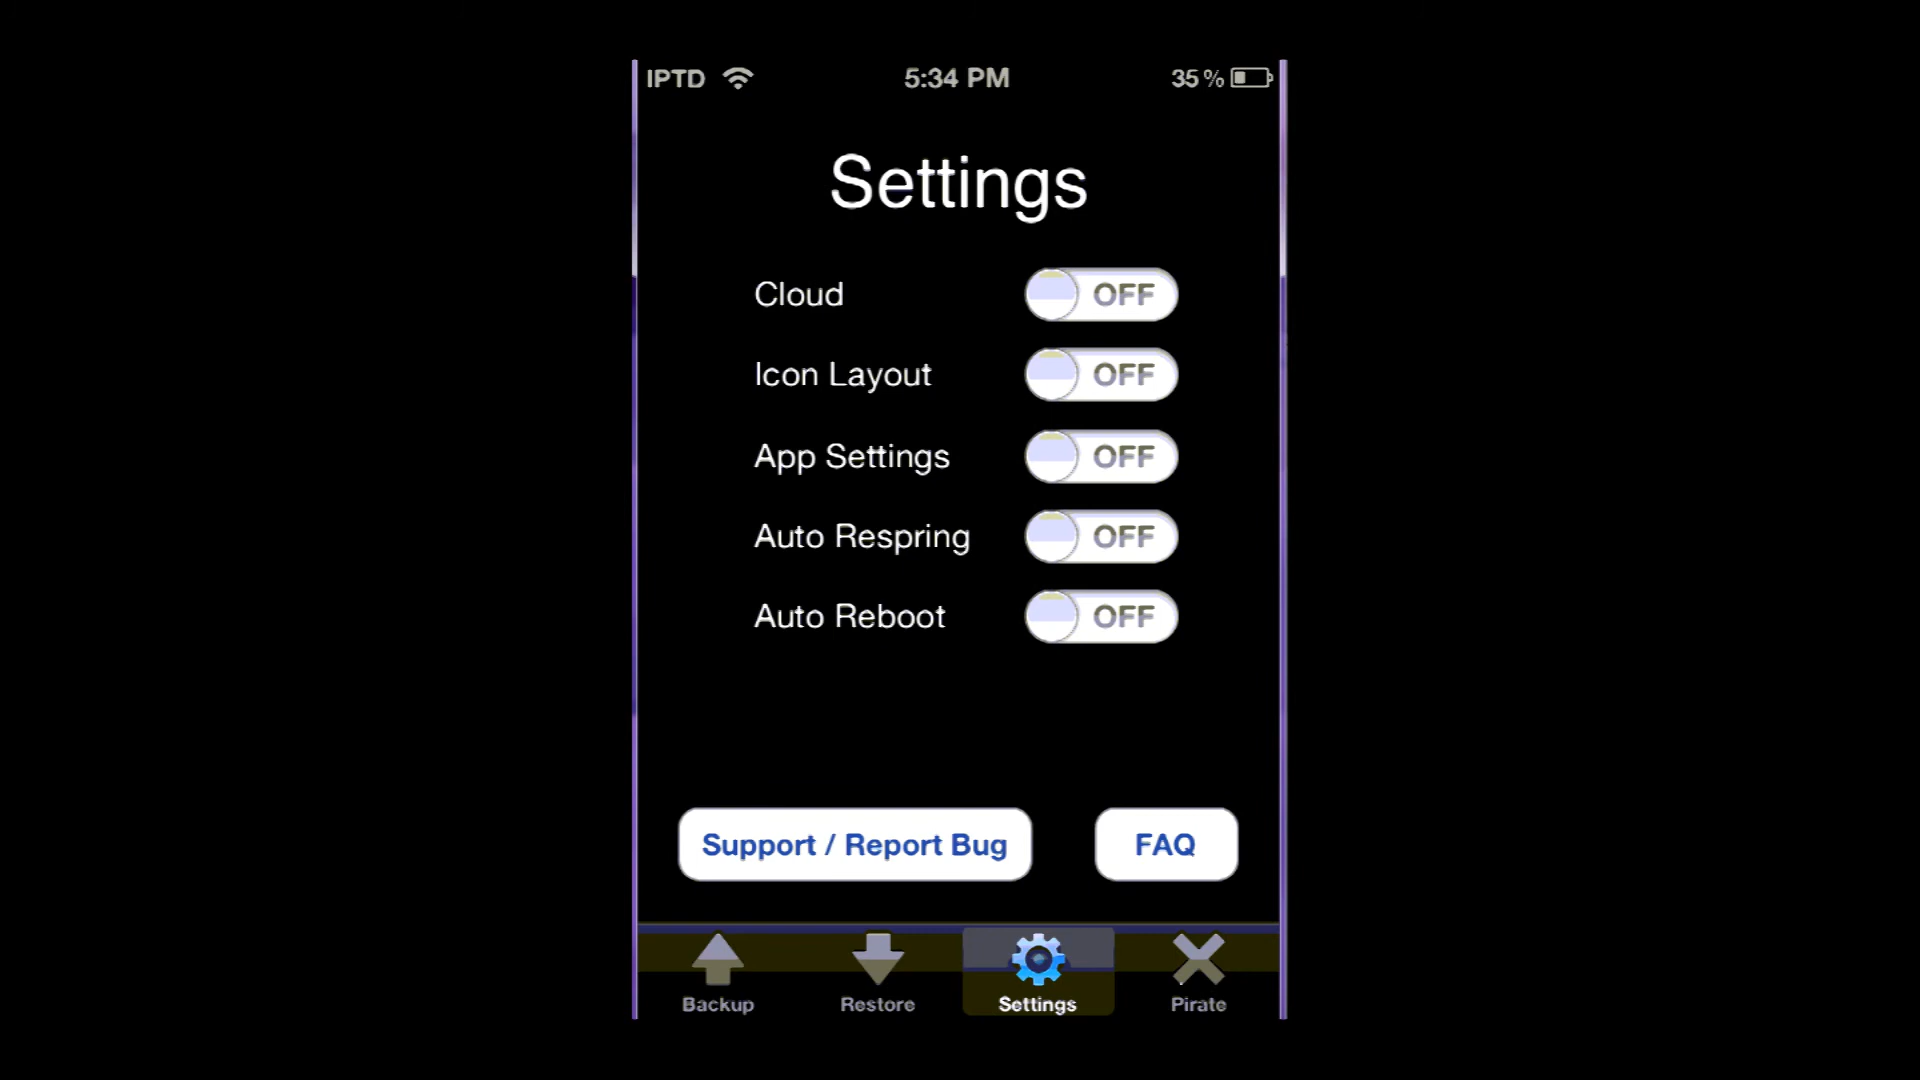 IPTD 5:34 PM 35 %
Settings
Cloud OFF
Icon Layout OFF
App Settings OFF
Auto Respring OFF
Auto Reboot OFF
Support / Report Bug FAQ
Backup Restore Settings Pirate